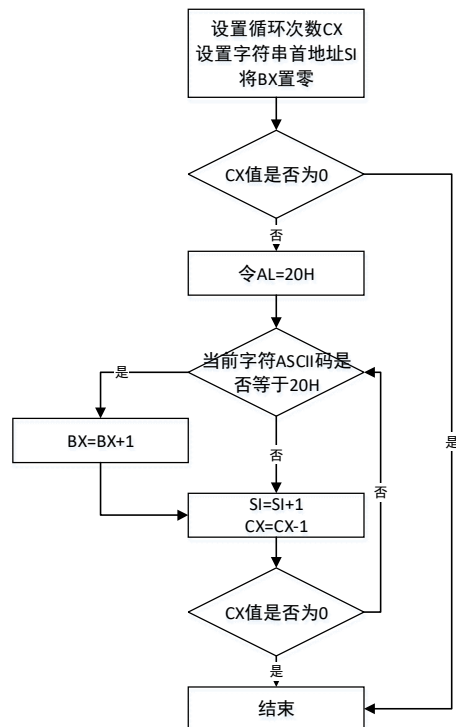 设置循环次数CX
设置字符串首地址SI
将BX置零
CX值是否为0
否
令AL=20H
当前字符ASCII码是
否等于20H
是
BX=BX+1
否
是
否
SI=SI+1
CX=CX-1
CX值是否为0
是
结束